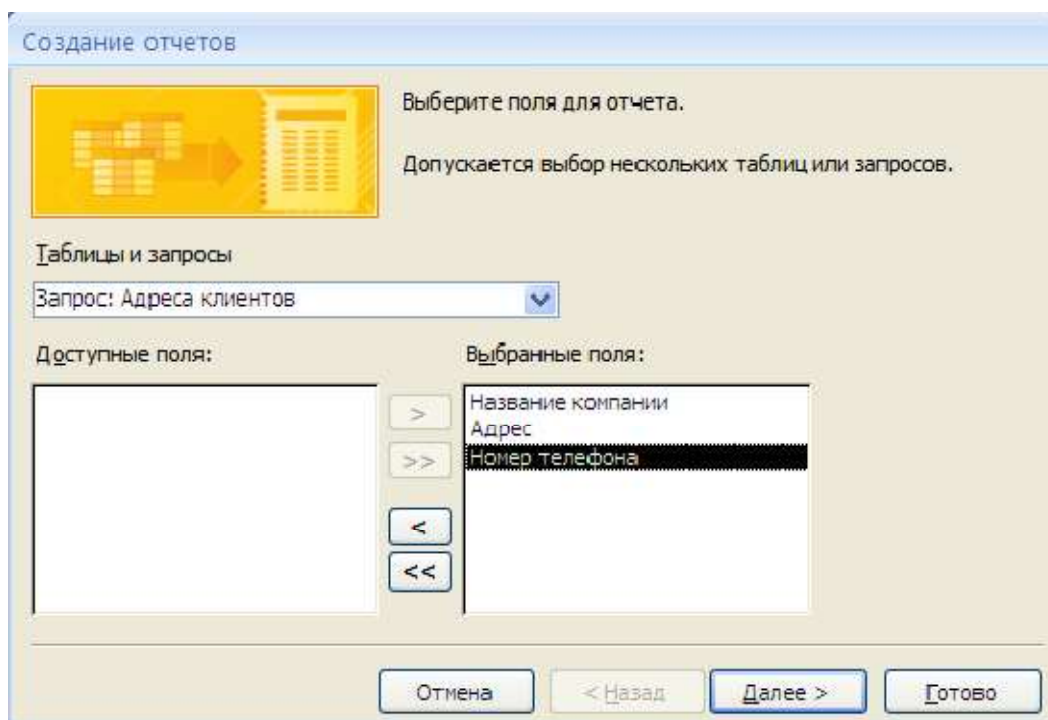 Создание отчетов
Выберите поля для отчета.
Допускается выбор нескольких таблиц или запросов.
Таблицы и запросы
Запрос: Адреса клиентов
Доступные поля:
Выбранные поля:
Название компании
Адрес
Номер телефона
>
>>
<
<<
Отмена
< Назад
Далее >
Готово